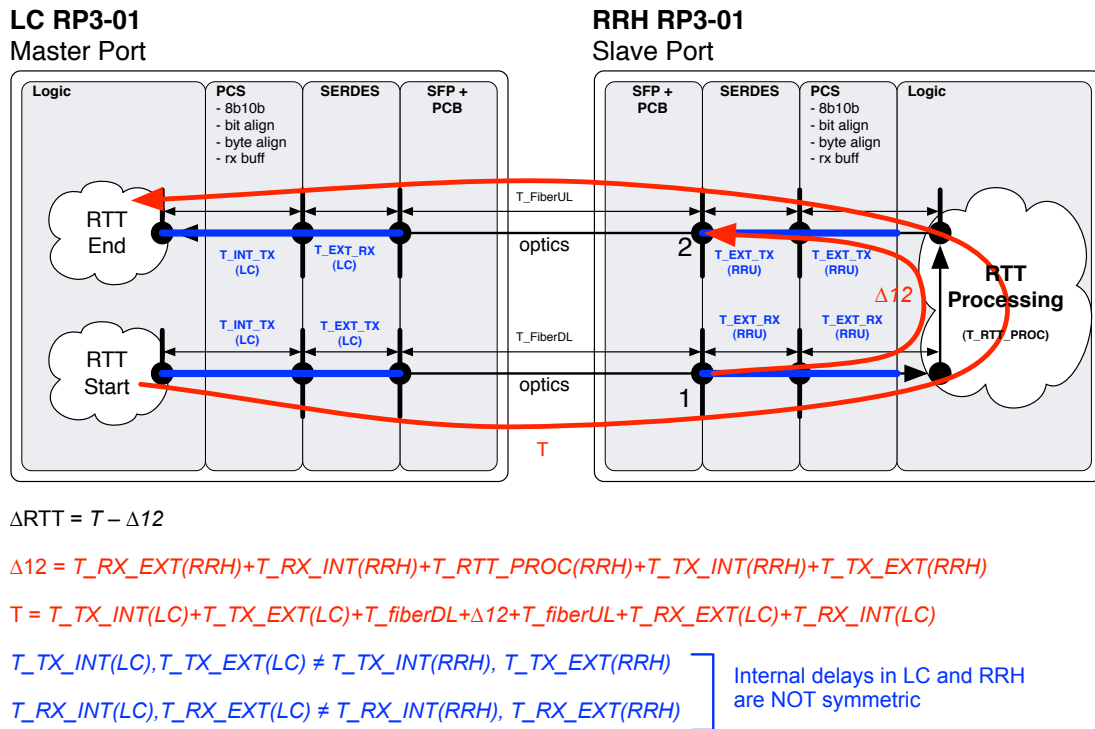 LC RP3-01
Master Port
RRH RP3-01
Slave Port
Logic
PCS
- 8b10b
- bit align
- byte align
- rx buff
SERDES
SFP +
PCB
SFP +
PCB
SERDES
PCS
- 8b10b
- bit align
- byte align
- rx buff
Logic
RTT
End
T_FiberUL
optics
2
T_INT_TX
(LC)
T_EXT_RX
(LC)
T_EXT_TX
(RRU)
T_EXT_TX
(RRU)
Δ12
RTT
Processing
(T_RTT_PROC)
T_INT_TX
(LC)
T_EXT_TX
(LC)
T_EXT_RX
(RRU)
T_EXT_RX
(RRU)
T_FiberDL
RTT
Start
optics
1
T
ΔRTT = T – Δ12
Δ12 = T_RX_EXT(RRH)+T_RX_INT(RRH)+T_RTT_PROC(RRH)+T_TX_INT(RRH)+T_TX_EXT(RRH)
T = T_TX_INT(LC)+T_TX_EXT(LC)+T_fiberDL+Δ12+T_fiberUL+T_RX_EXT(LC)+T_RX_INT(LC)
T_TX_INT(LC),T_TX_EXT(LC) ≠ T_TX_INT(RRH), T_TX_EXT(RRH)
T_RX_INT(LC),T_RX_EXT(LC) ≠ T_RX_INT(RRH), T_RX_EXT(RRH)
Internal delays in LC and RRH
are NOT symmetric